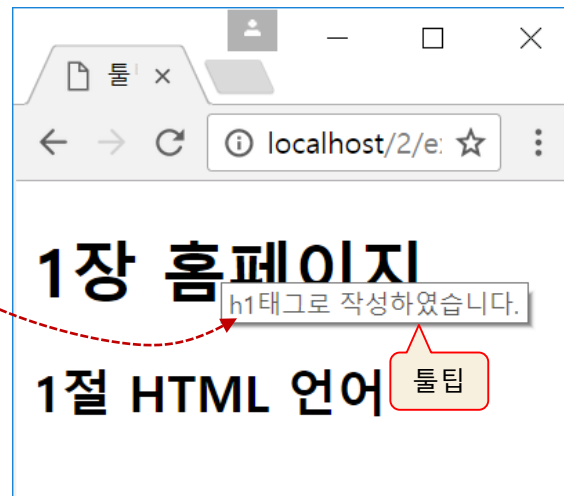 툴
localhost/2/e
1장 홈페이지
h1태그로 작성하였습니다.
1절 HTML 언어
툴팁